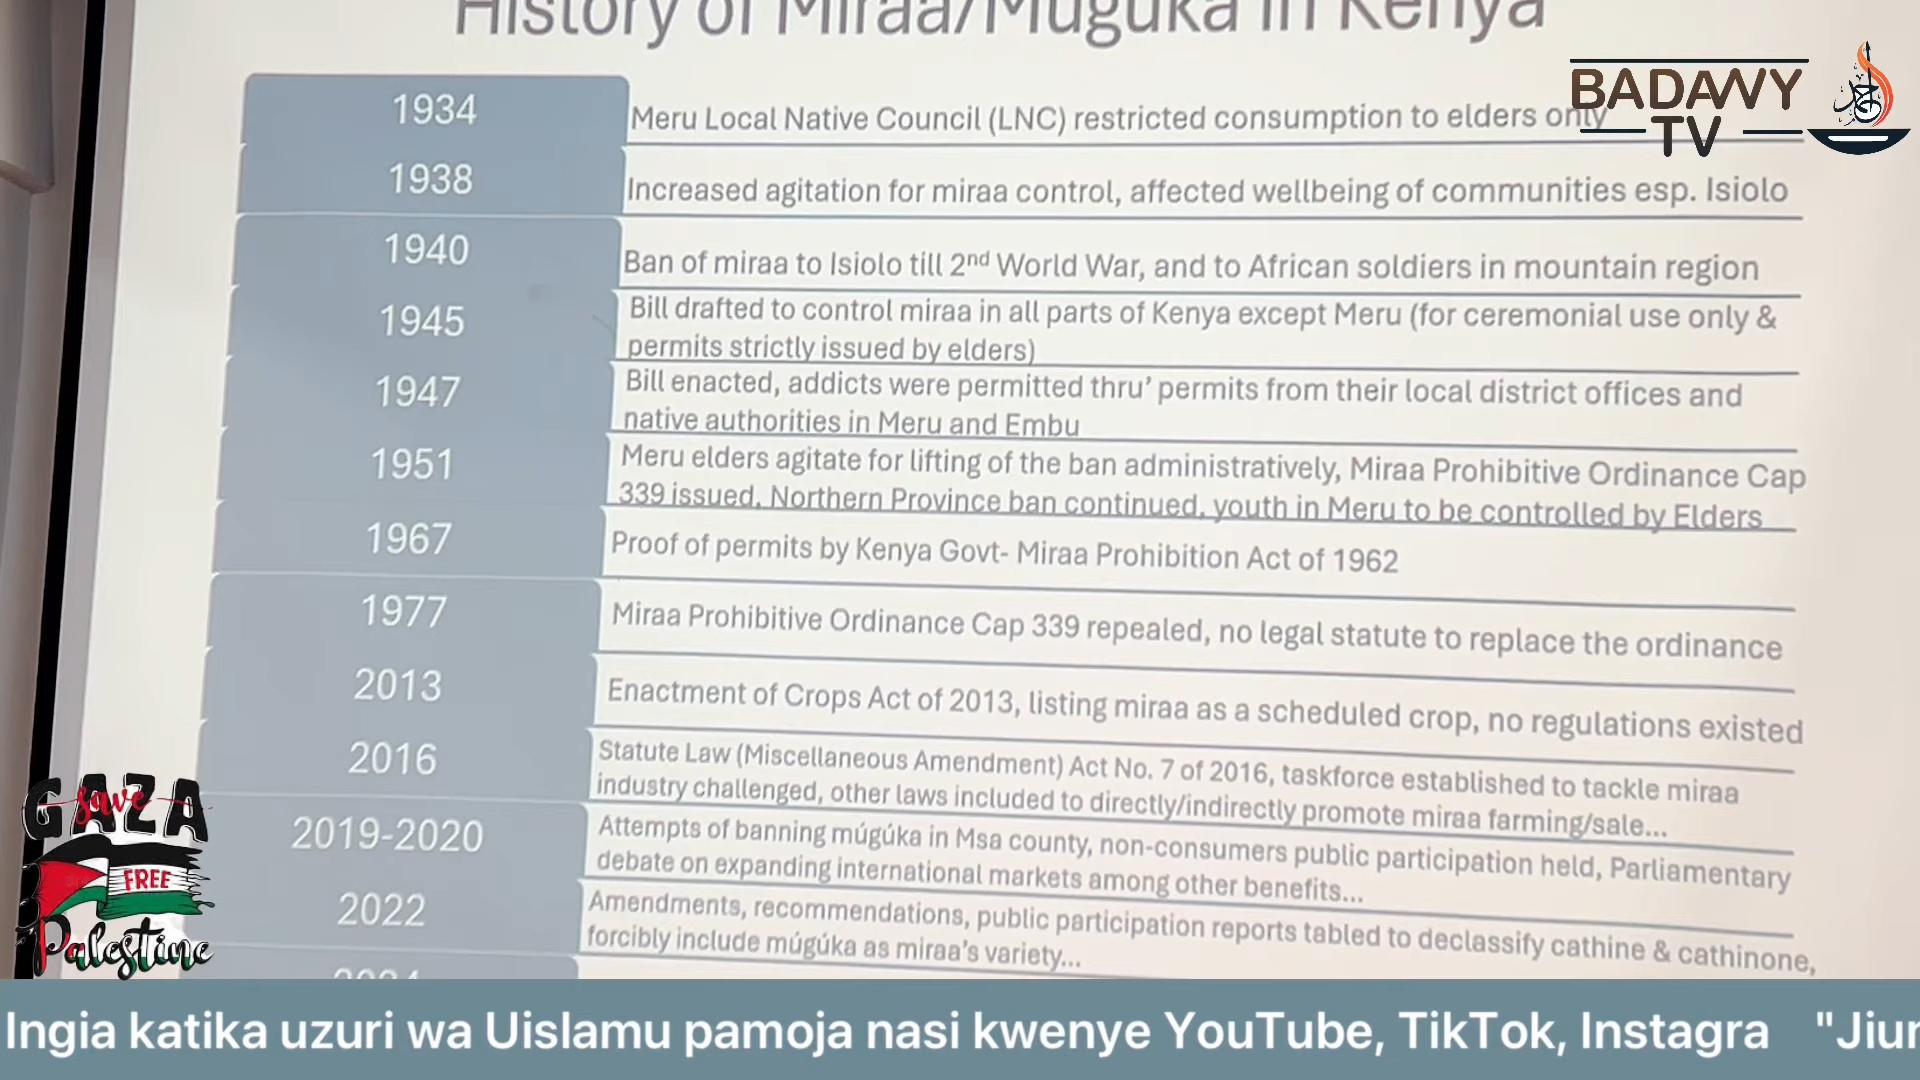 History of Miraa/Muguka in Kenya
BADAWY
TV
1934
Meru Local Native Council (LNC) restricted consumption to elders only
1938
Increased agitation for miraa control, affected wellbeing of communities esp. Isiolo
1940
Ban of miraa to Isiolo till 2nd World War, and to African soldiers in mountain region
1945
Bill drafted to control miraa in all parts of Kenya except Meru (for ceremonial use only &
permits strictly issued by elders)
1947
Bill enacted, addicts were permitted thru' permits from their local district offices and
native authorities in Meru and Embu
1951
Meru elders agitate for lifting of the ban administratively, Miraa Prohibitive Ordinance Cap
339 issued, Northern Province ban continued, youth in Meru to be controlled by Elders
1967
Proof of permits by Kenya Govt- Miraa Prohibition Act of 1962
1977
Miraa Prohibitive Ordinance Cap 339 repealed, no legal statute to replace the ordinance
2013
Enactment of Crops Act of 2013, listing miraa as a scheduled crop, no regulations existed
2016
Statute Law (Miscellaneous Amendment) Act No. 7 of 2016, taskforce established to tackle miraa
industry challenged, other laws included to directly/indirectly promote miraa farming/sale...
2019-2020
Attempts of banning múgúka in Msa county, non-consumers public participation held, Parliamentary
debate on expanding international markets among other benefits...
2022
Amendments, recommendations, public participation reports tabled to declassify cathine & cathinone,
forcibly include múgúka as miraa's variety...
GAZA
save
FREE
Palestine
Ingia katika uzuri wa Uislamu pamoja nasi kwenye YouTube, TikTok, Instagra "Jiun